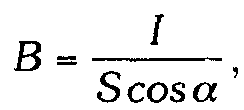 B = I / (S cos α),